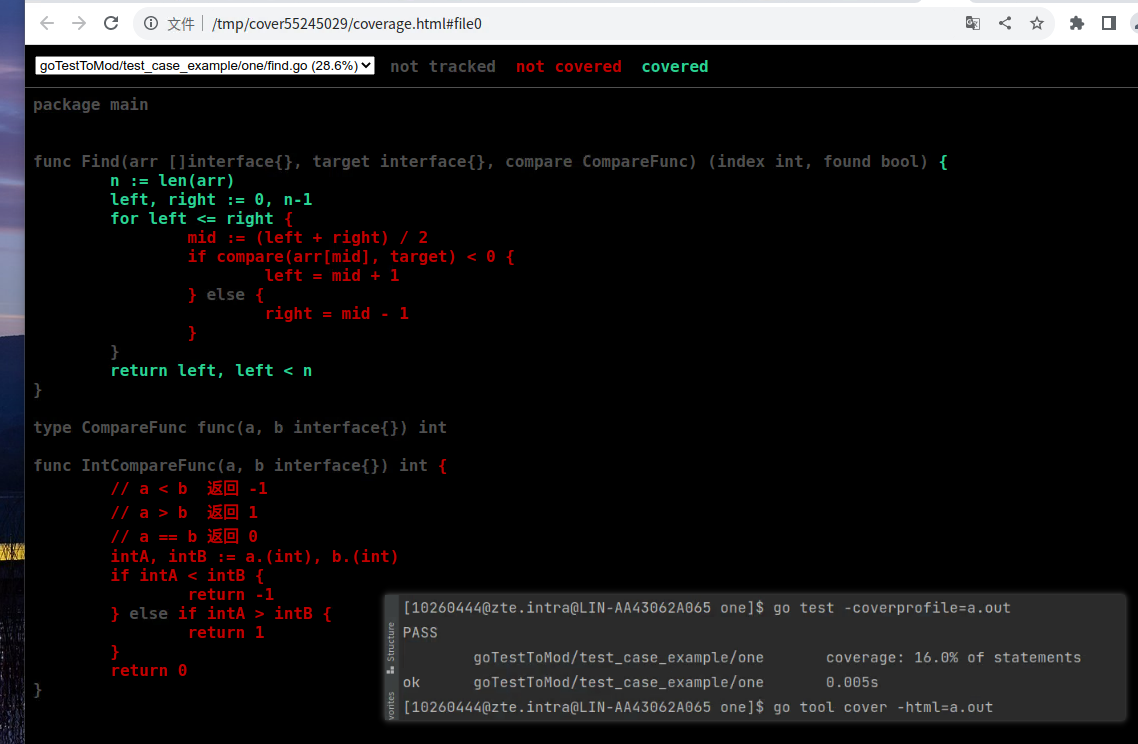 文件 /tmp/cover55245029/coverage.html#file0
goTestToMod/test_case_example/one/find.go (28.6%) not tracked not covered covered
package main
func Find(arr []interface{}, target interface{}, compare CompareFunc) (index int, found bool) {
n := len(arr)
left, right := 0, n-1
for left <= right {
mid := (left + right) / 2
if compare(arr[mid], target) < 0 {
left = mid + 1
} else {
right = mid - 1
}
}
return left, left < n
}
type CompareFunc func(a, b interface{}) int
func IntCompareFunc(a, b interface{}) int {
// a < b 返回 -1
// a > b 返回 1
// a == b 返回 0
intA, intB := a.(int), b.(int)
if intA < intB {
return -1
} else if intA > intB {
return 1
}
return 0
}
Structure
vorites
[10260444@zte.intra@LIN-AA43062A065 one]$ go test -coverprofile=a.out
PASS
goTestToMod/test_case_example/one coverage: 16.0% of statements
ok goTestToMod/test_case_example/one 0.005s
[10260444@zte.intra@LIN-AA43062A065 one]$ go tool cover -html=a.out